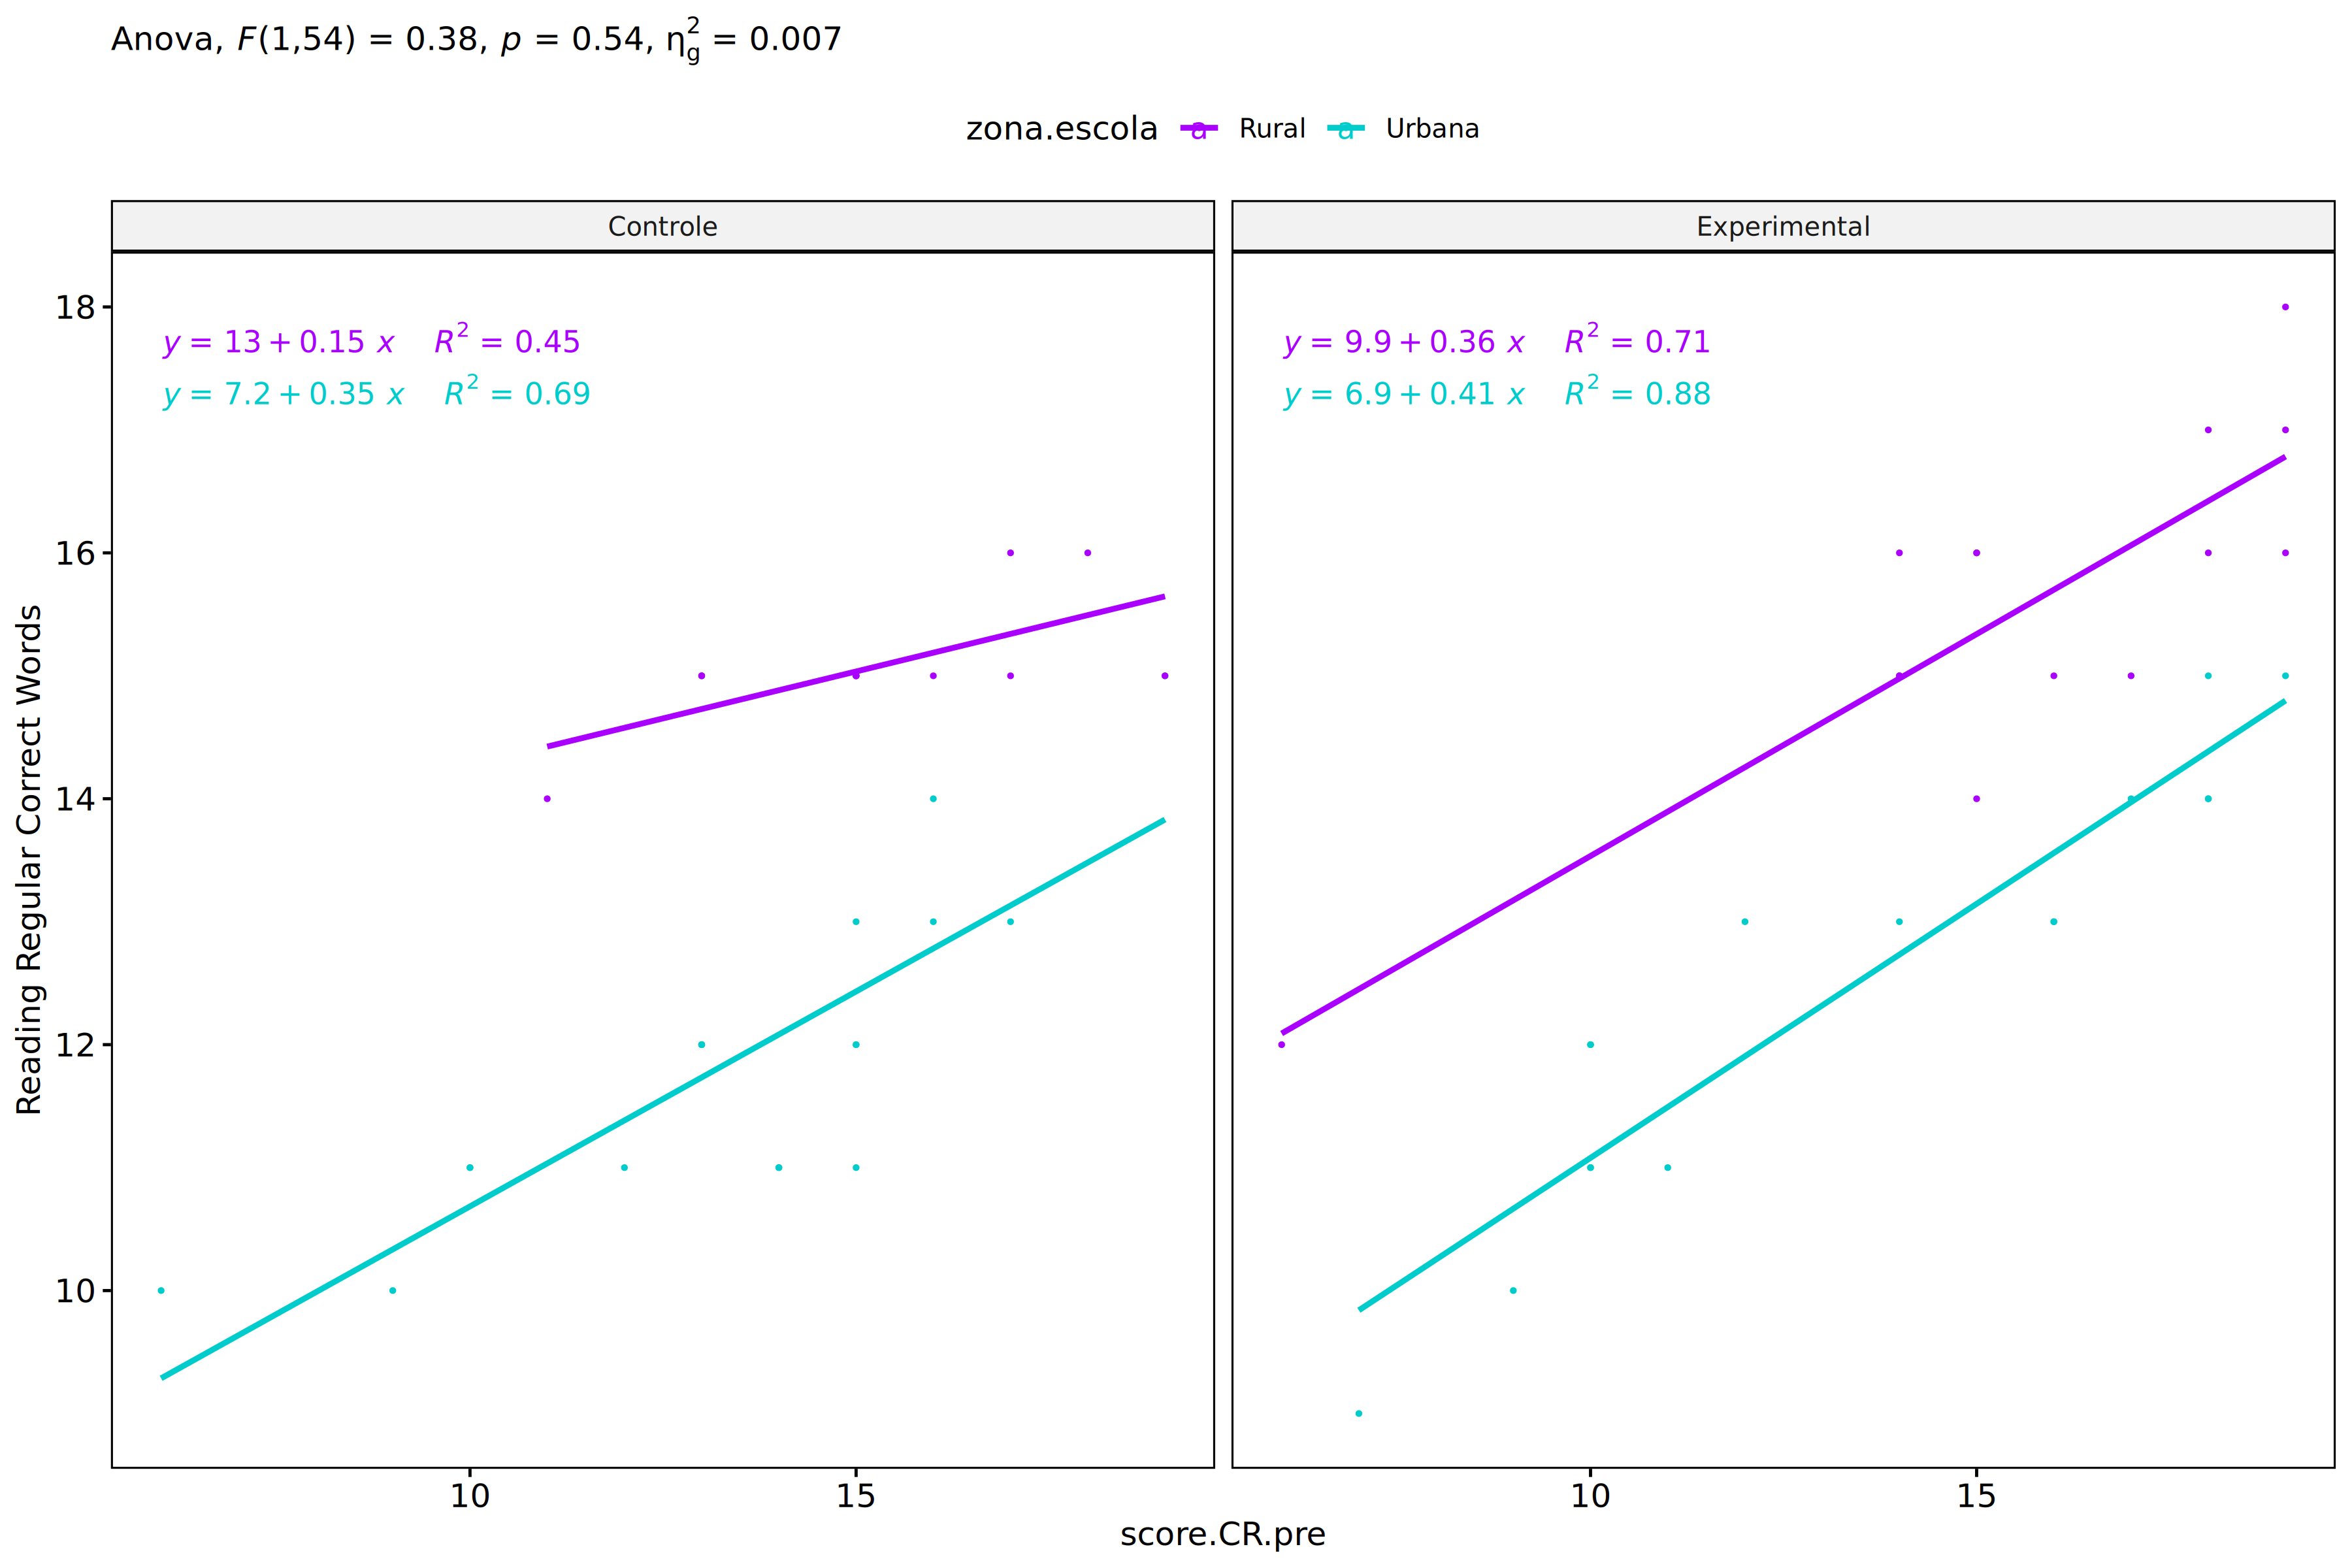 Anova, F(1,54) = 0.38, p = 0.54, η²g = 0.007
zona.escola a Rural a Urbana
Controle
Experimental
y = 13 + 0.15 x R² = 0.45
y = 7.2 + 0.35 x R² = 0.69
y = 9.9 + 0.36 x R² = 0.71
y = 6.9 + 0.41 x R² = 0.88
18
16
14
12
10
Reading Regular Correct Words
10 15
10 15
score.CR.pre